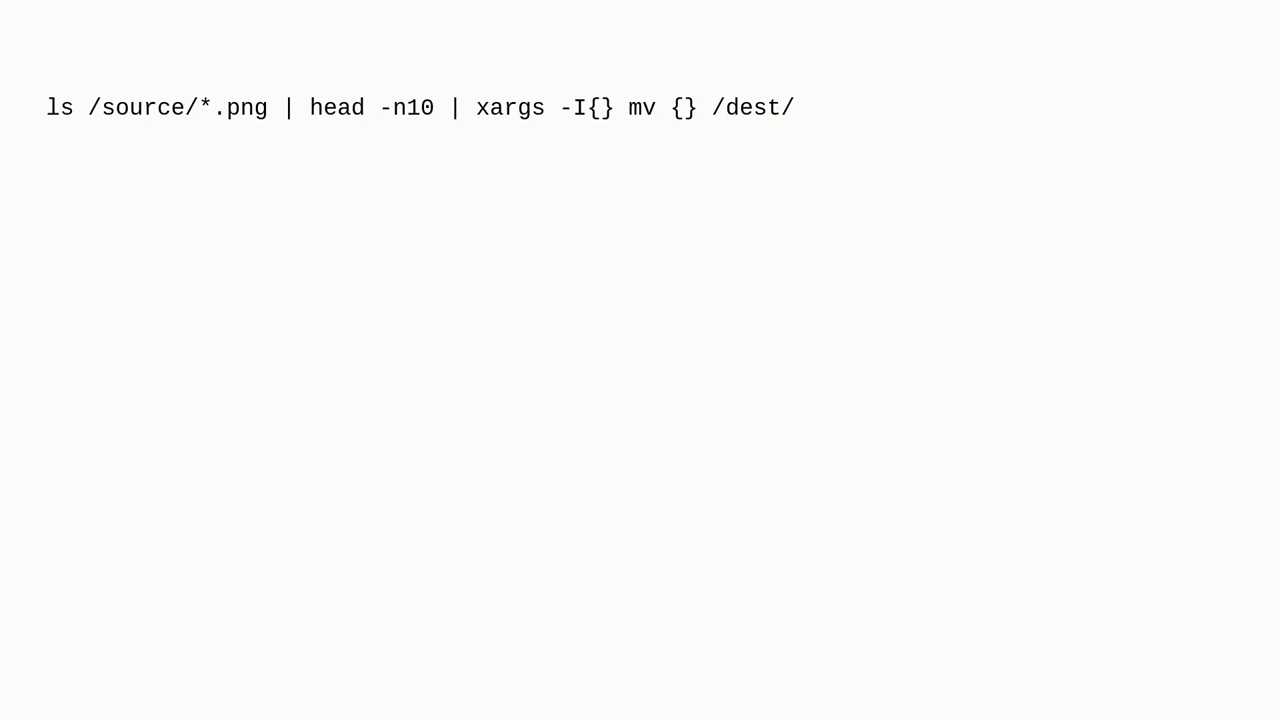 ls /source/*.png | head -n10 | xargs -I{} mv {} /dest/